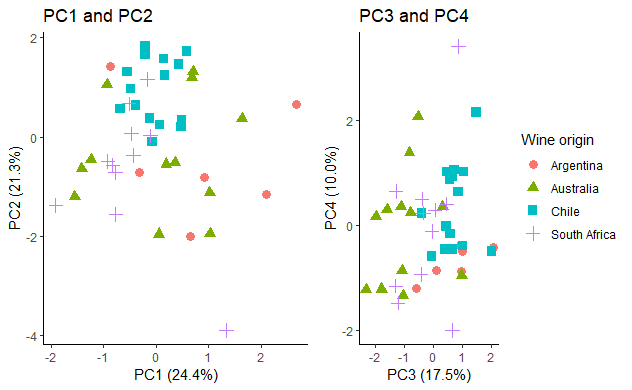 PC1 and PC2
PC2 (21.3%)
2
0
-2
-4
-2
-1
0
1
2
PC1 (24.4%)
PC3 and PC4
PC4 (10.0%)
2
0
-2
-2
-1
0
1
2
PC3 (17.5%)
Wine origin
Argentina
Australia
Chile
South Africa